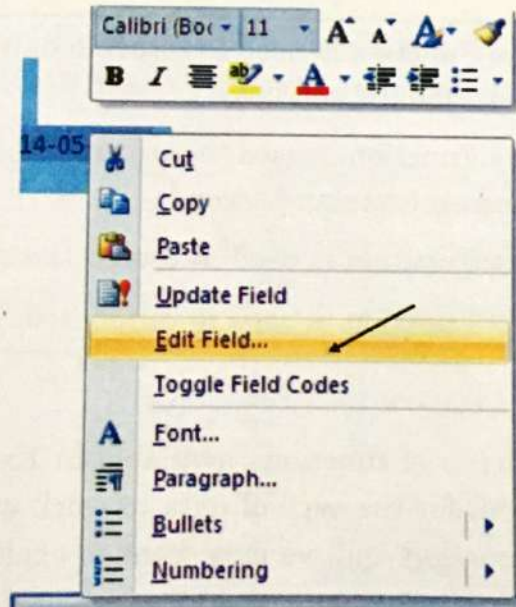 Calibri (Boc 11 A A A
B I ab A
14-05
Cut
Copy
Paste
Update Field
Edit Field...
Toggle Field Codes
A Font...
Paragraph...
Bullets
Numbering